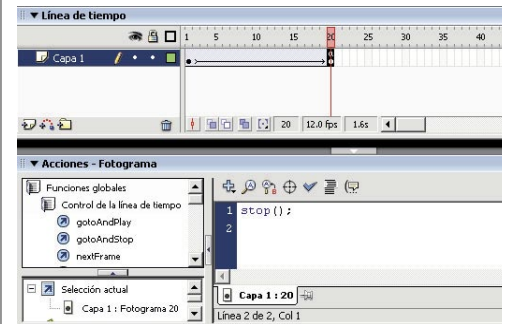 Línea de tiempo
1 5 10 15 20 25 30 35 40
Capa 1
20 12.0 fps 1.6s
Acciones - Fotograma
Funciones globales
Control de la línea de tiempo
gotoAndPlay
gotoAndStop
nextFrame
1 stop();
2
Selección actual
Capa 1 : Fotograma 20
Capa 1 : 20
Línea 2 de 2, Col 1